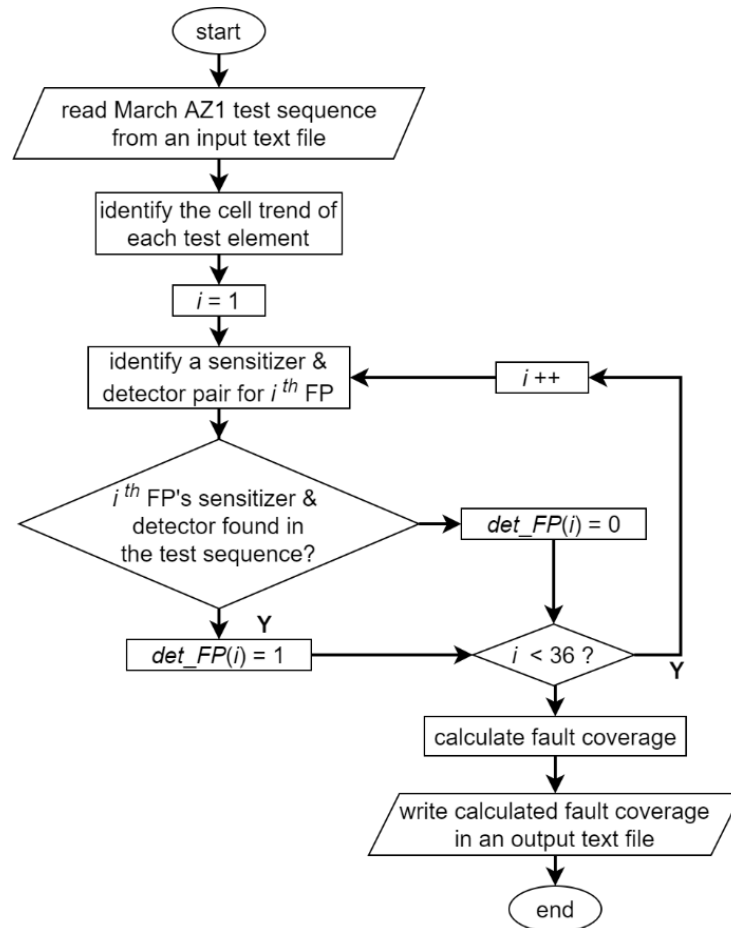 start
read March AZ1 test sequence
from an input text file
identify the cell trend of
each test element
i = 1
identify a sensitizer &
detector pair for i th FP
i ++
i th FP's sensitizer &
detector found in
the test sequence?
det_FP(i) = 0
Y
det_FP(i) = 1
i < 36 ?
Y
calculate fault coverage
write calculated fault coverage
in an output text file
end